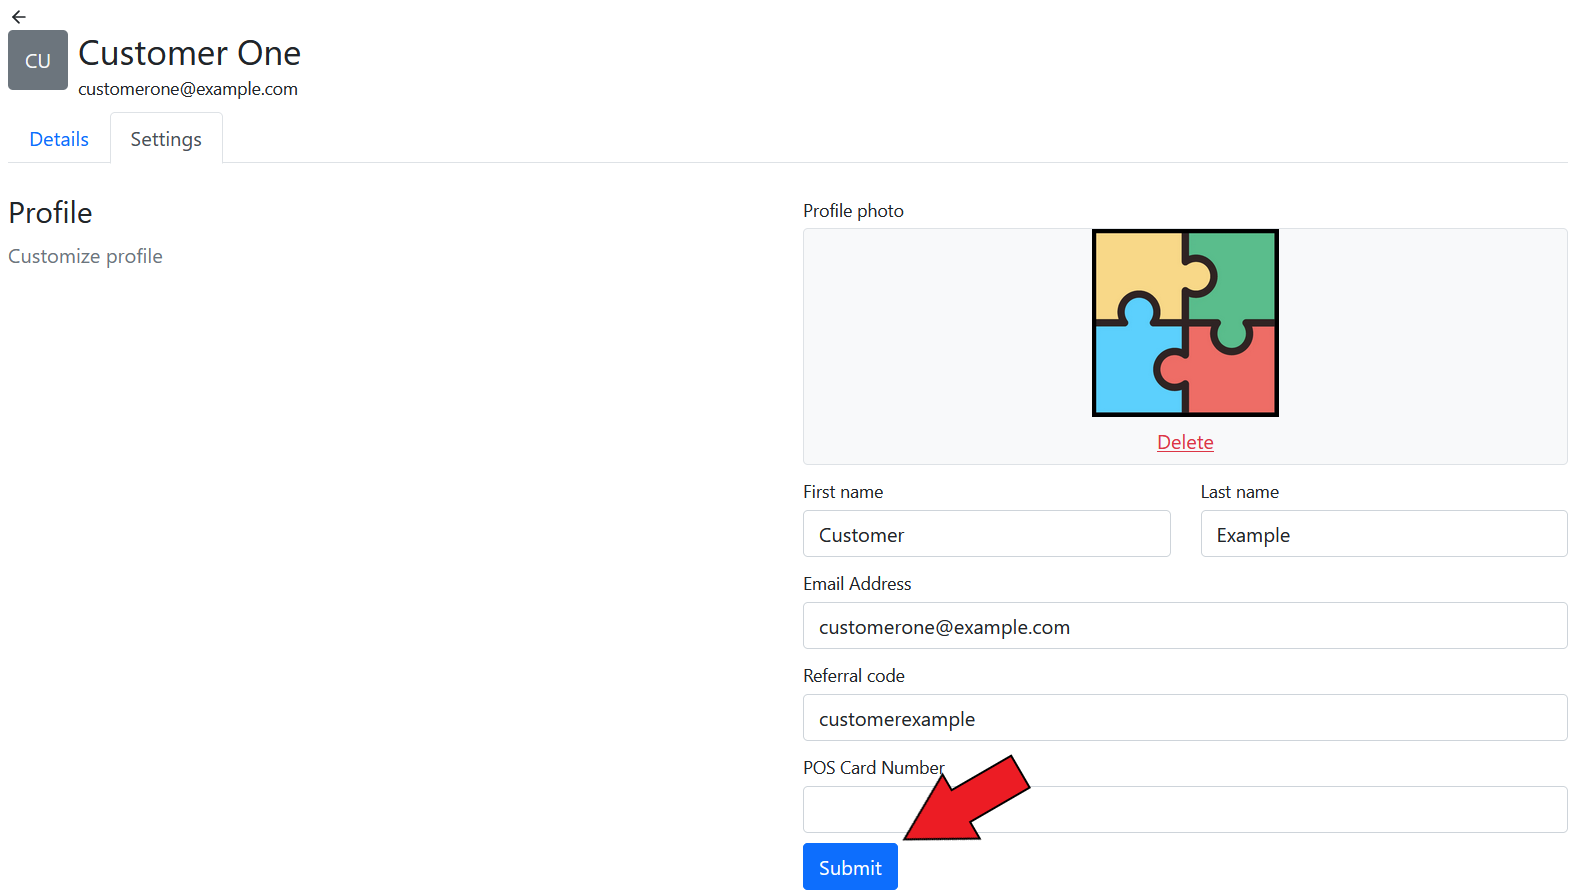 CU
Customer One
customerone@example.com
Details
Settings
Profile
Customize profile
Profile photo
Delete
First name
Last name
Customer
Example
Email Address
customerone@example.com
Referral code
customerexample
POS Card Number
Submit